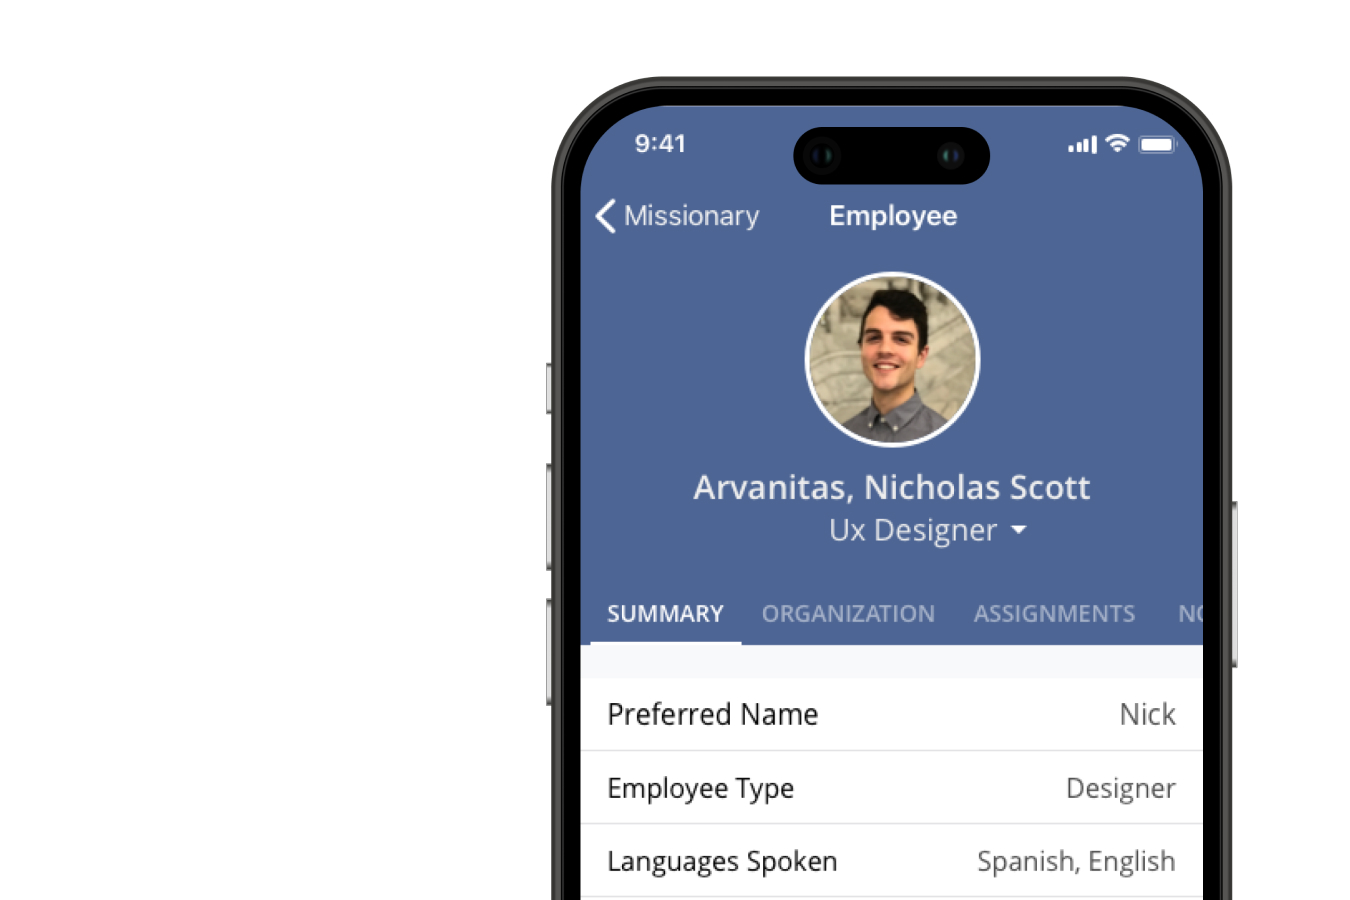 9:41
Missionary Employee
Arvanitas, Nicholas Scott
Ux Designer
SUMMARY ORGANIZATION ASSIGNMENTS
Preferred Name Nick
Employee Type Designer
Languages Spoken Spanish, English